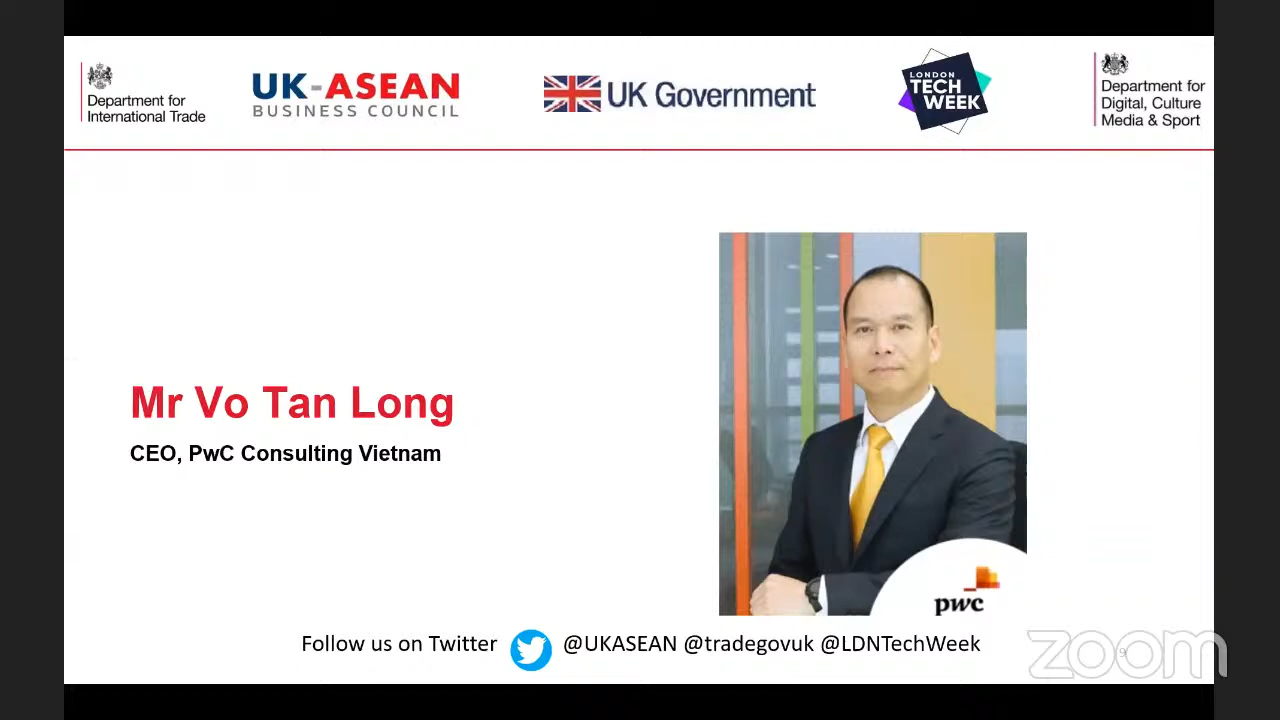 Department for
International Trade
UK-ASEAN
BUSINESS COUNCIL
UK Government
LONDON
TECH
WEEK
Department for
Digital, Culture
Media & Sport
Mr Vo Tan Long
CEO, PwC Consulting Vietnam
pwc
Follow us on Twitter @UKASEAN @tradegovuk @LDNTechWeek
zoom
9